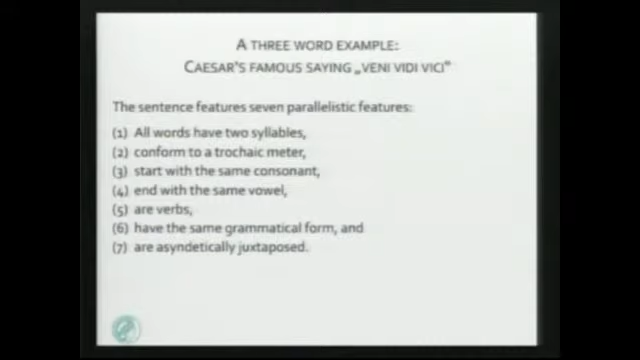 A THREE WORD EXAMPLE:
CAESAR'S FAMOUS SAYING „VENI VIDI VICI"
The sentence features seven parallelistic features:
(1) All words have two syllables,
(2) conform to a trochaic meter,
(3) start with the same consonant,
(4) end with the same vowel,
(5) are verbs,
(6) have the same grammatical form, and
(7) are asyndetically juxtaposed.